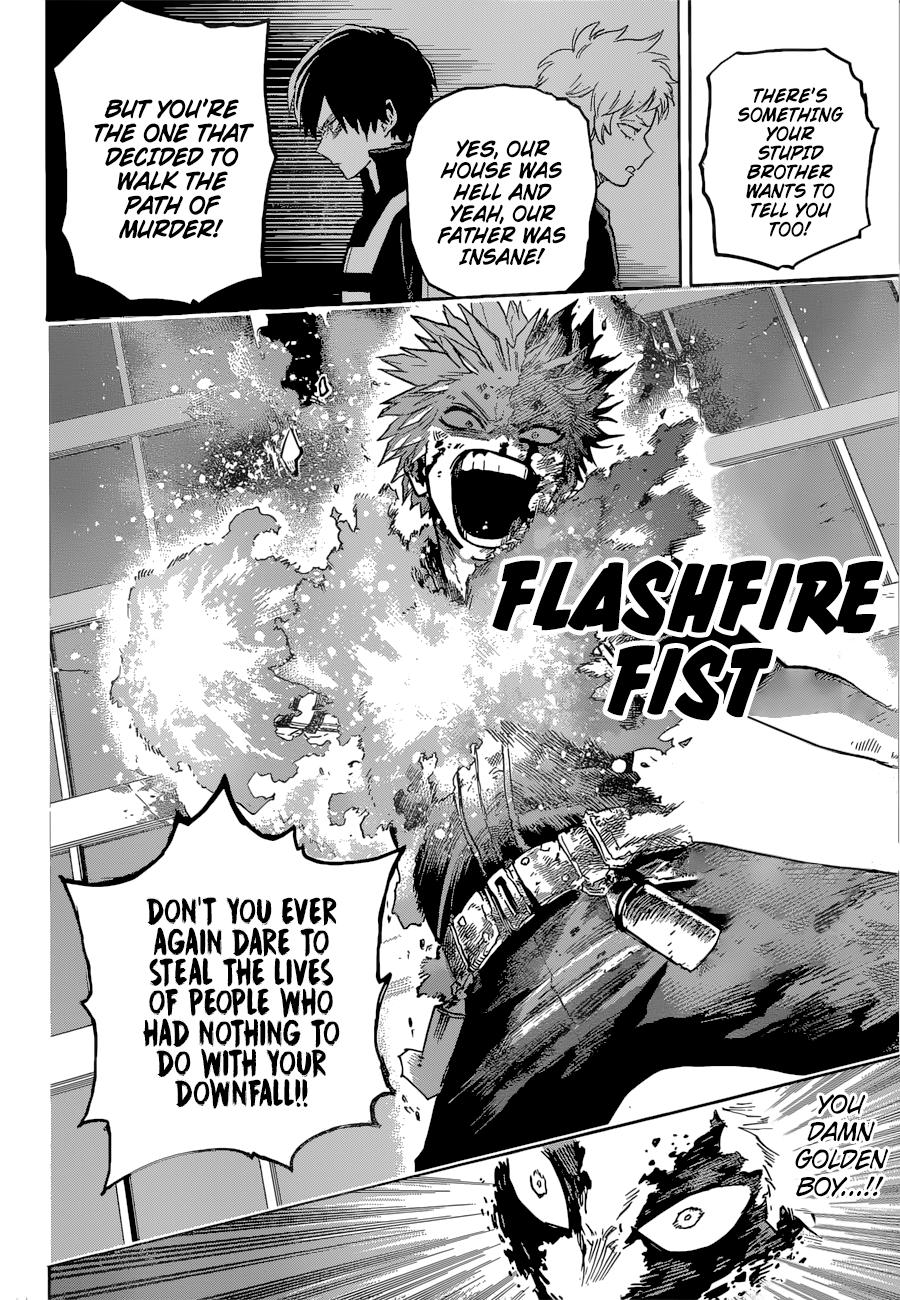 THERE'S
SOMETHING
YOUR
STUPID
BROTHER
WANTS TO
TELL YOU
TOO!
YES, OUR
HOUSE WAS
HELL AND
YEAH, OUR
FATHER WAS
INSANE!
BUT YOU'RE
THE ONE THAT
DECIDED TO
WALK THE
PATH OF
MURDER!
FLASHFIRE
FIST
DON'T YOU EVER
AGAIN DARE TO
STEAL THE LIVES
OF PEOPLE WHO
HAD NOTHING TO
DO WITH YOUR
DOWNFALL!!
YOU
DAMN
GOLDEN
BOY...!!